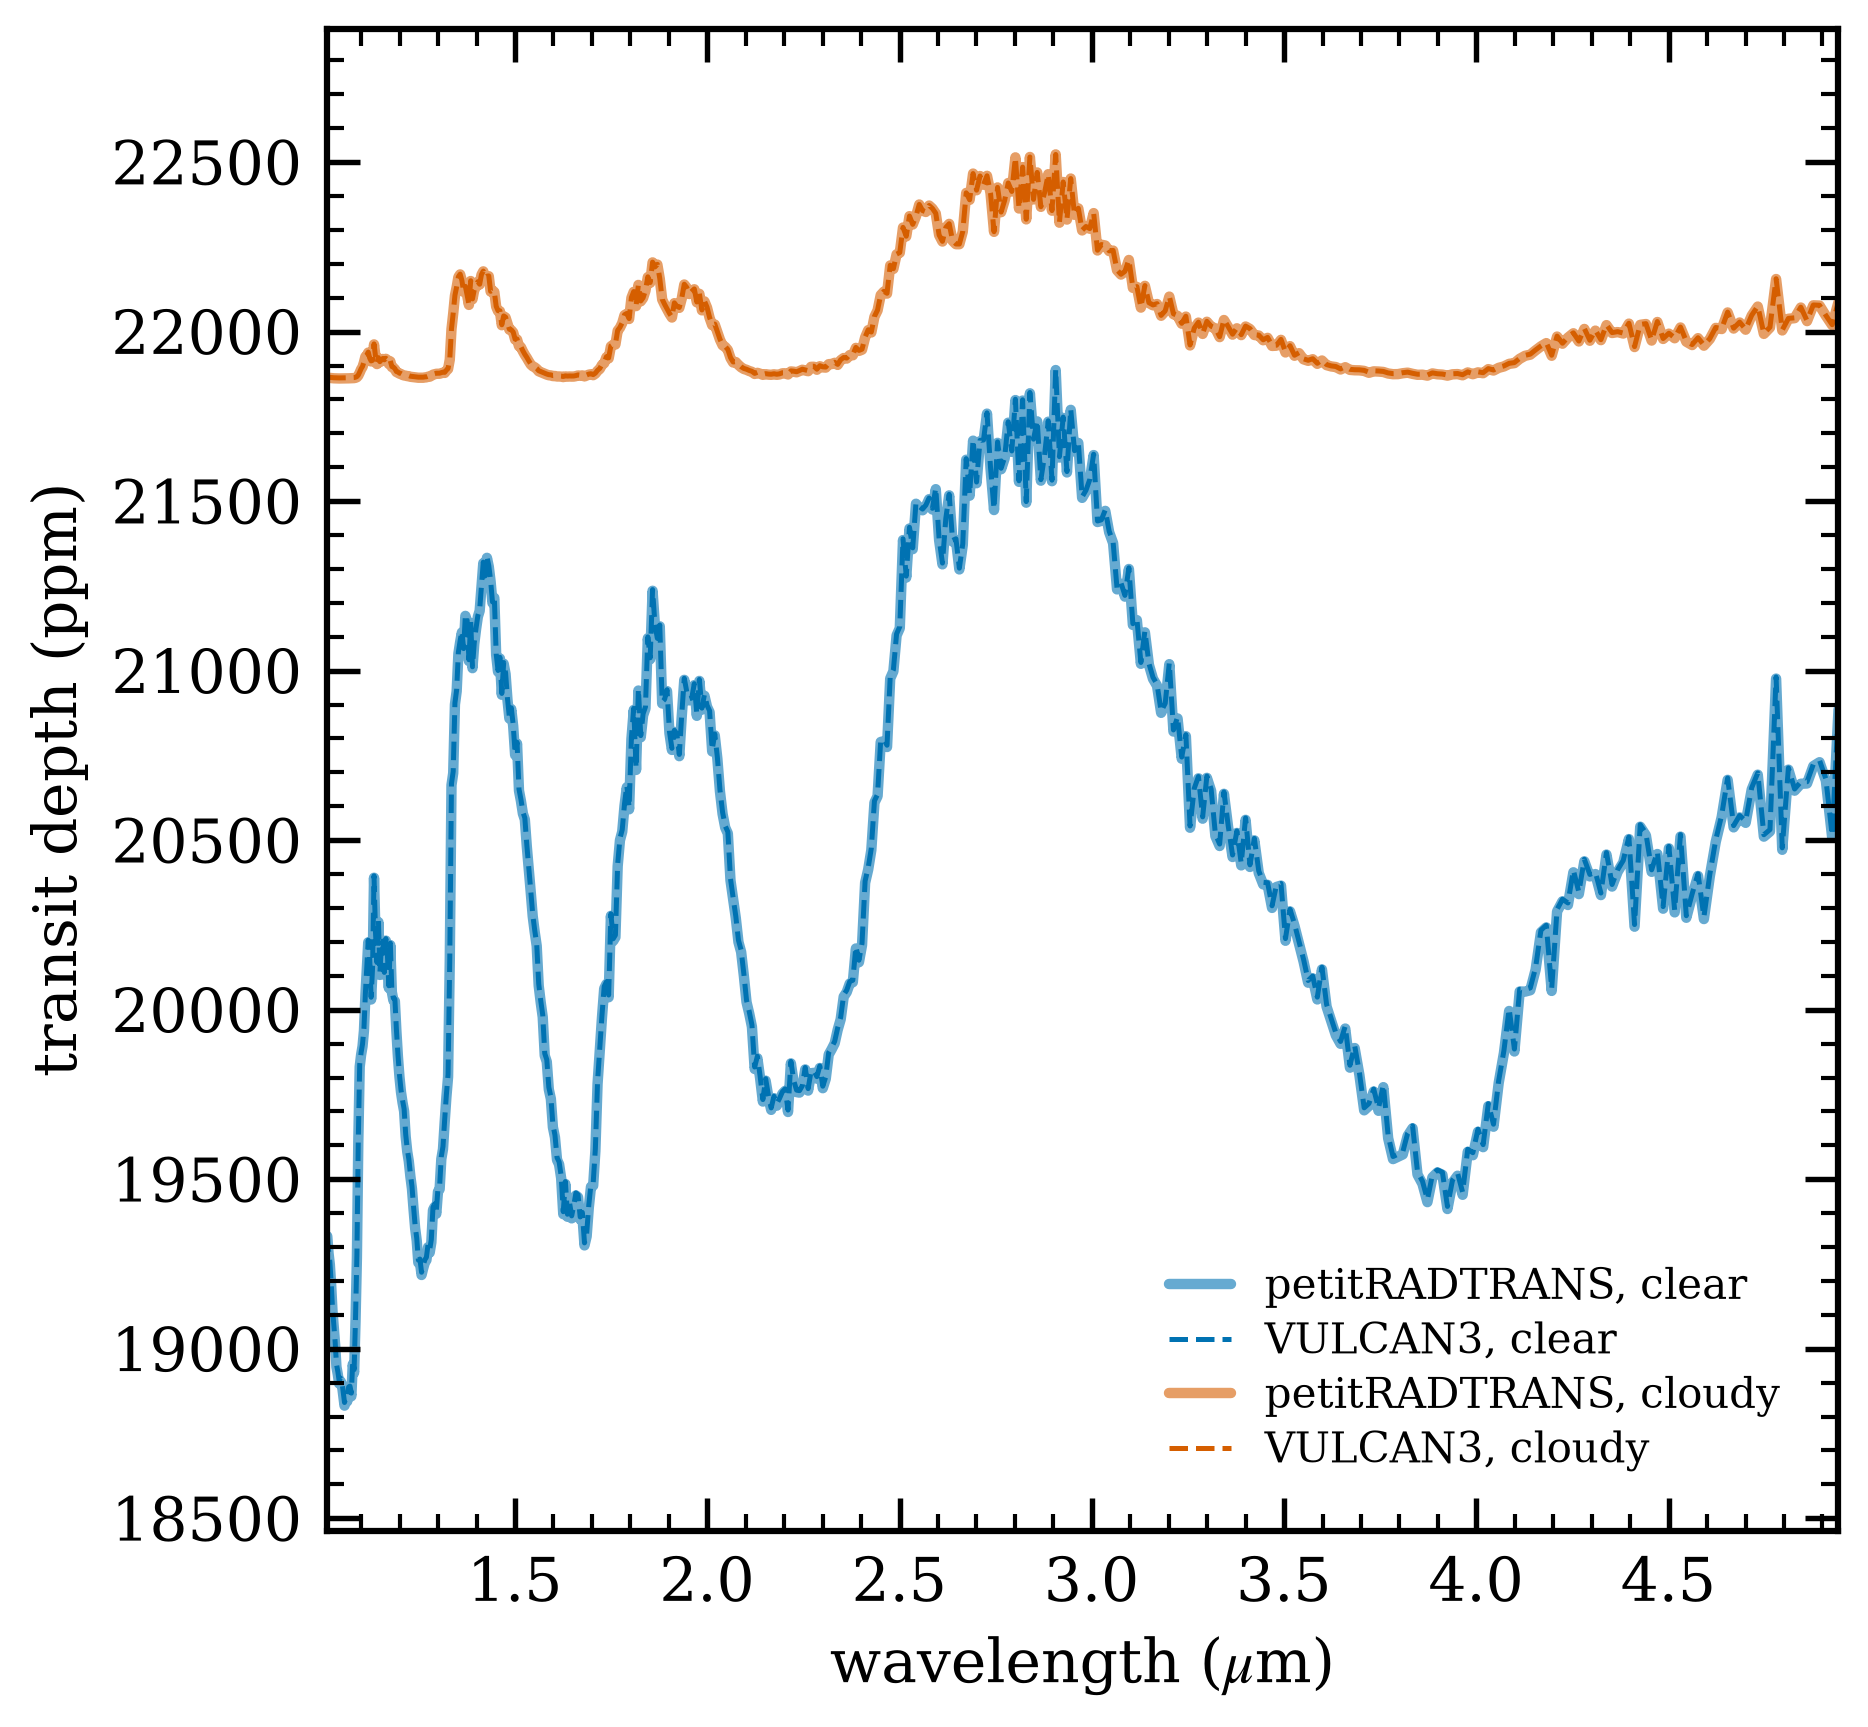 22500
22000
21500
21000
20500
20000
19500
19000
18500
transit depth (ppm)
1.5 2.0 2.5 3.0 3.5 4.0 4.5
wavelength (μm)
petitRADTRANS, clear
VULCAN3, clear
petitRADTRANS, cloudy
VULCAN3, cloudy